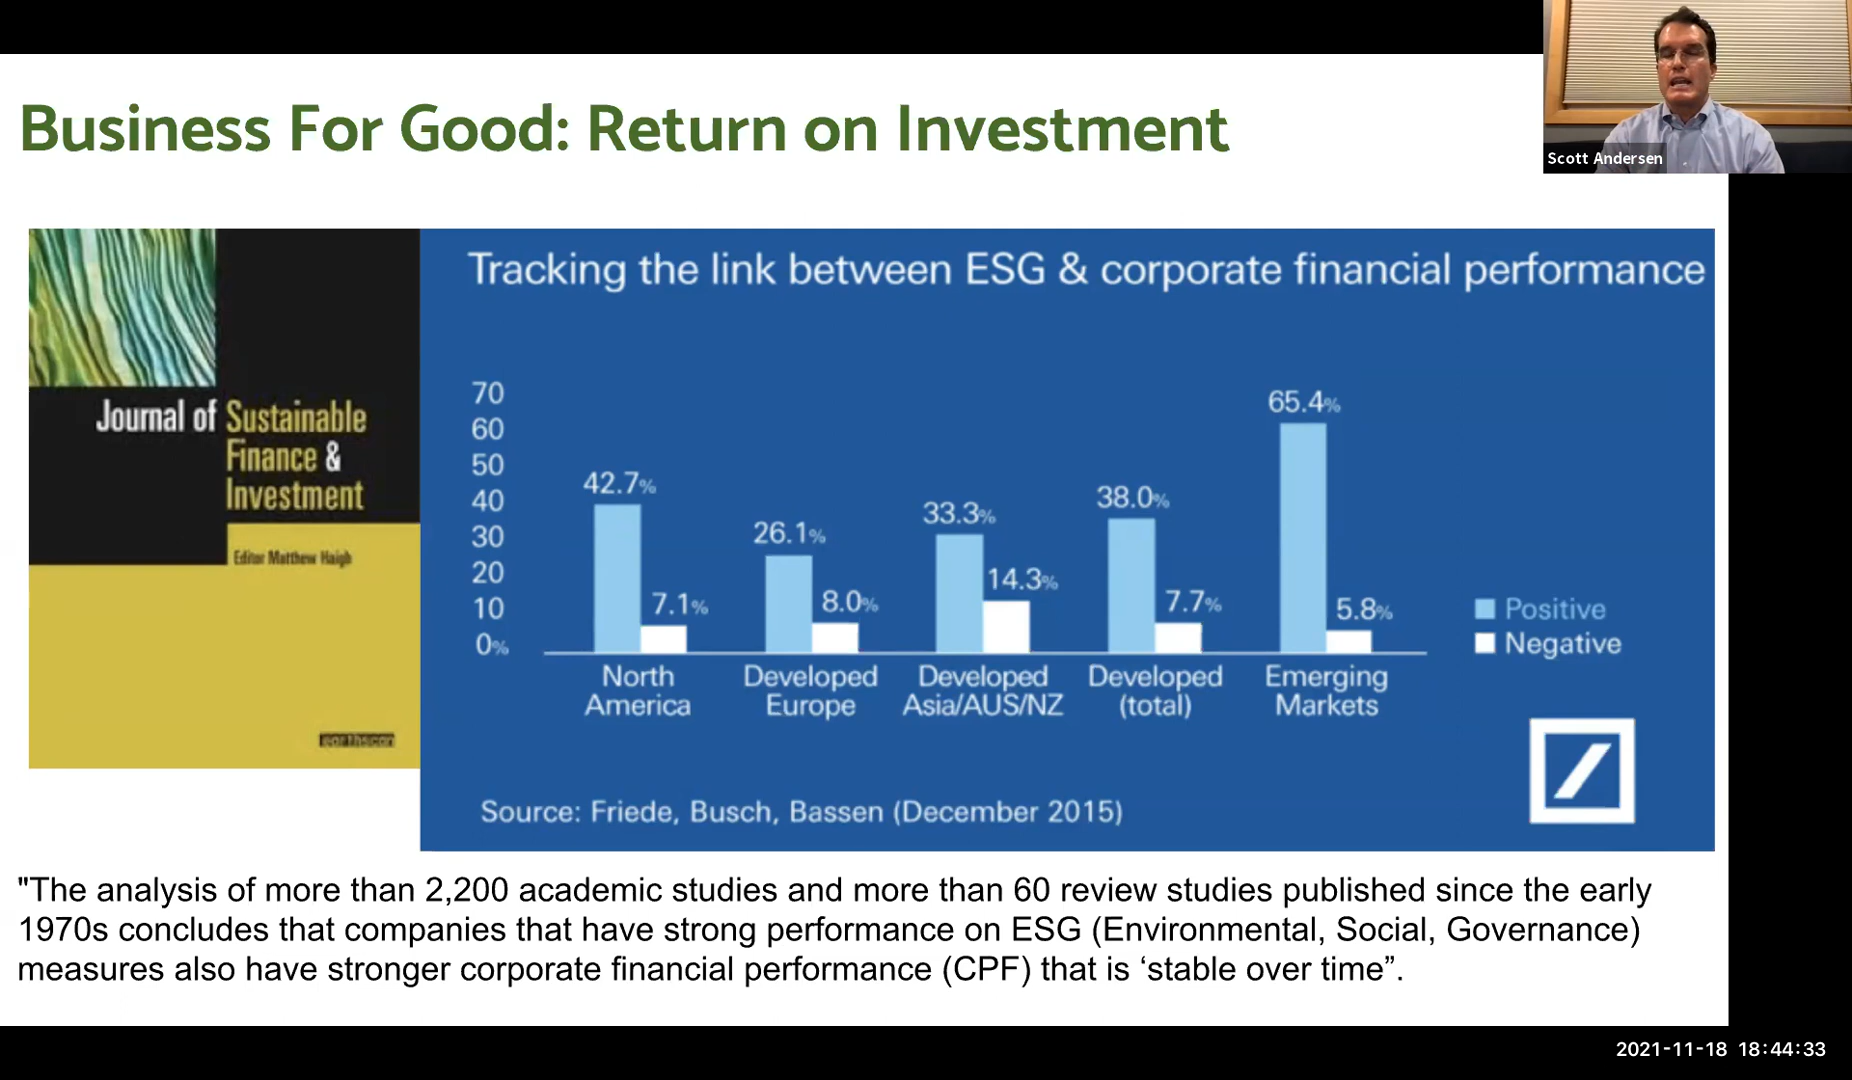 Business For Good: Return on Investment
Scott Andersen
Journal of Sustainable
Finance &
Investment
Editor Matthew Haigh
earthscan
Tracking the link between ESG & corporate financial performance
70
60
50
40
30
20
10
0%
42.7%
7.1%
26.1%
8.0%
33.3%
14.3%
38.0%
7.7%
65.4%
5.8%
North
America
Developed
Europe
Developed
Asia/AUS/NZ
Developed
(total)
Emerging
Markets
Positive
Negative
Source: Friede, Busch, Bassen (December 2015)
"The analysis of more than 2,200 academic studies and more than 60 review studies published since the early
1970s concludes that companies that have strong performance on ESG (Environmental, Social, Governance)
measures also have stronger corporate financial performance (CPF) that is ‘stable over time”.
2021-11-18 18:44:33